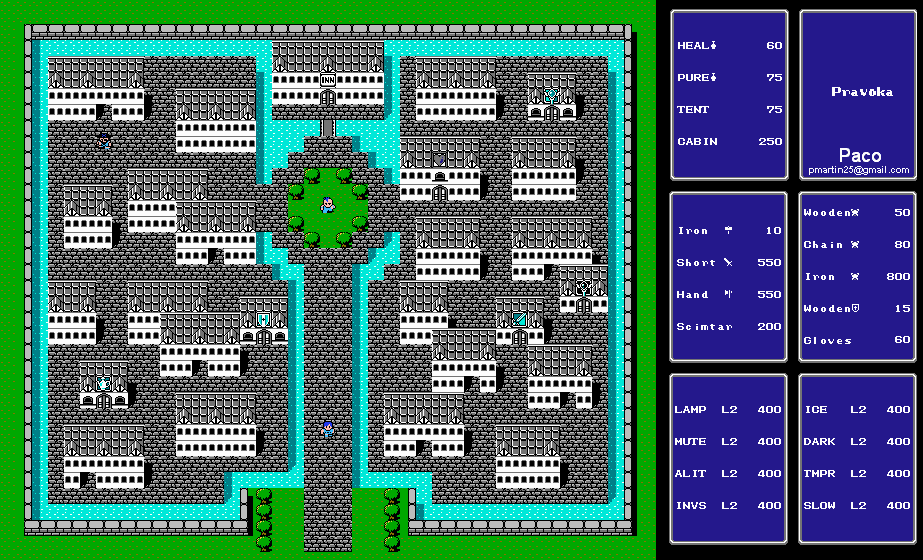 INN
HEAL 60
PURE 75
TENT 75
CABIN 250
Pravoka
Paco
pmartin25@gmail.com
Iron 10
Short 550
Hand 550
Scimtar 200
Wooden 50
Chain 80
Iron 800
Wooden 15
Gloves 60
LAMP L2 400
MUTE L2 400
ALIT L2 400
INVS L2 400
ICE L2 400
DARK L2 400
TMPR L2 400
SLOW L2 400